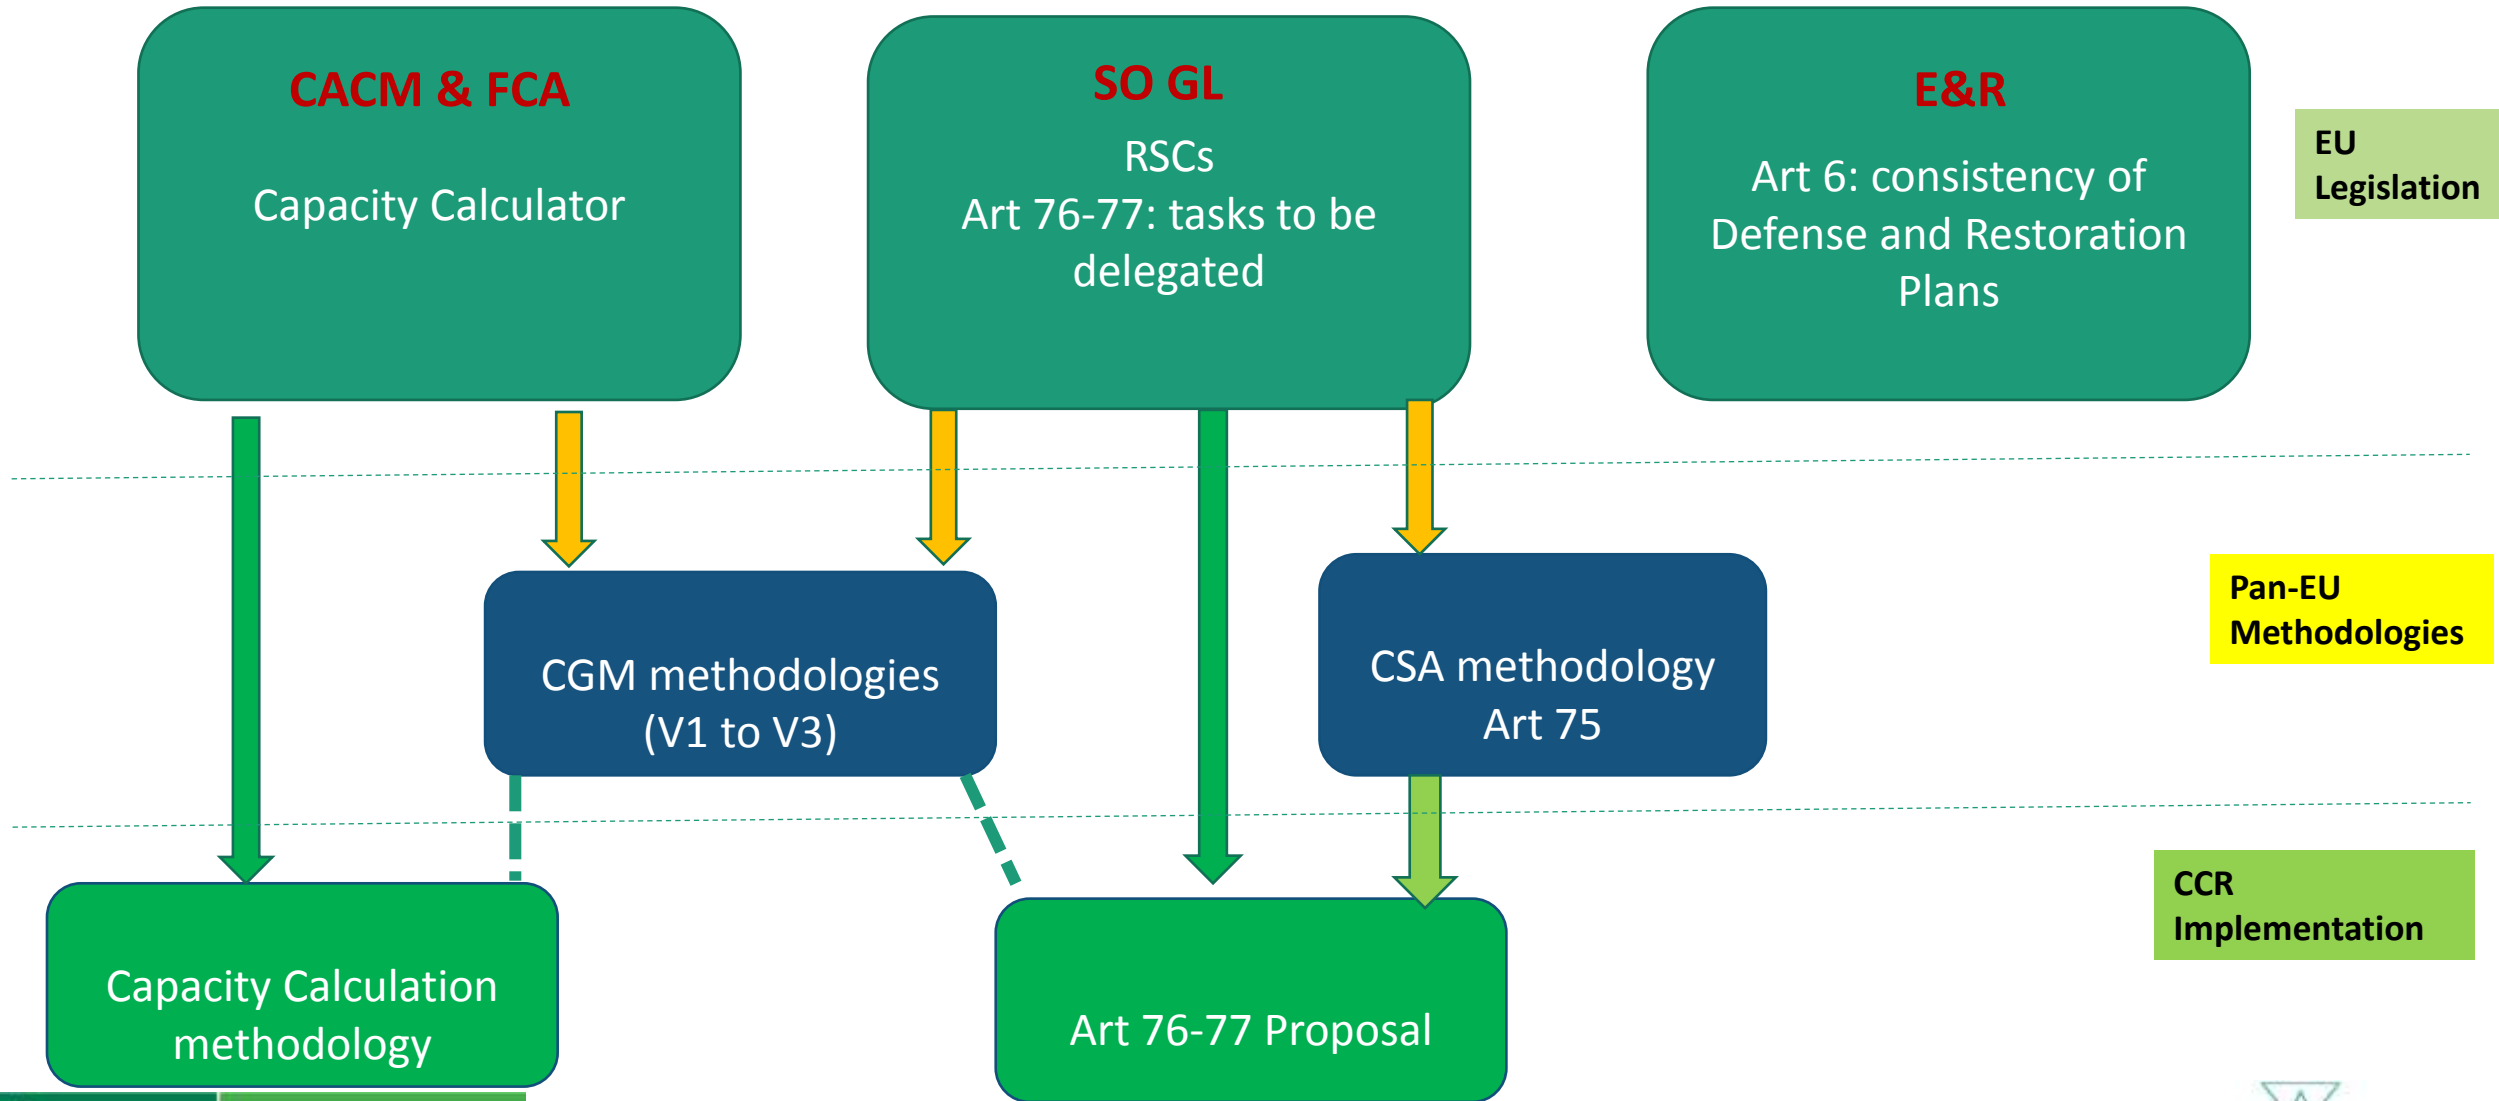 CACM & FCA
Capacity Calculator
SO GL
RSCs
Art 76-77: tasks to be
delegated
E&R
Art 6: consistency of
Defense and Restoration
Plans
EU
Legislation
CGM methodologies
(V1 to V3)
CSA methodology
Art 75
Pan-EU
Methodologies
Capacity Calculation
methodology
Art 76-77 Proposal
CCR
Implementation